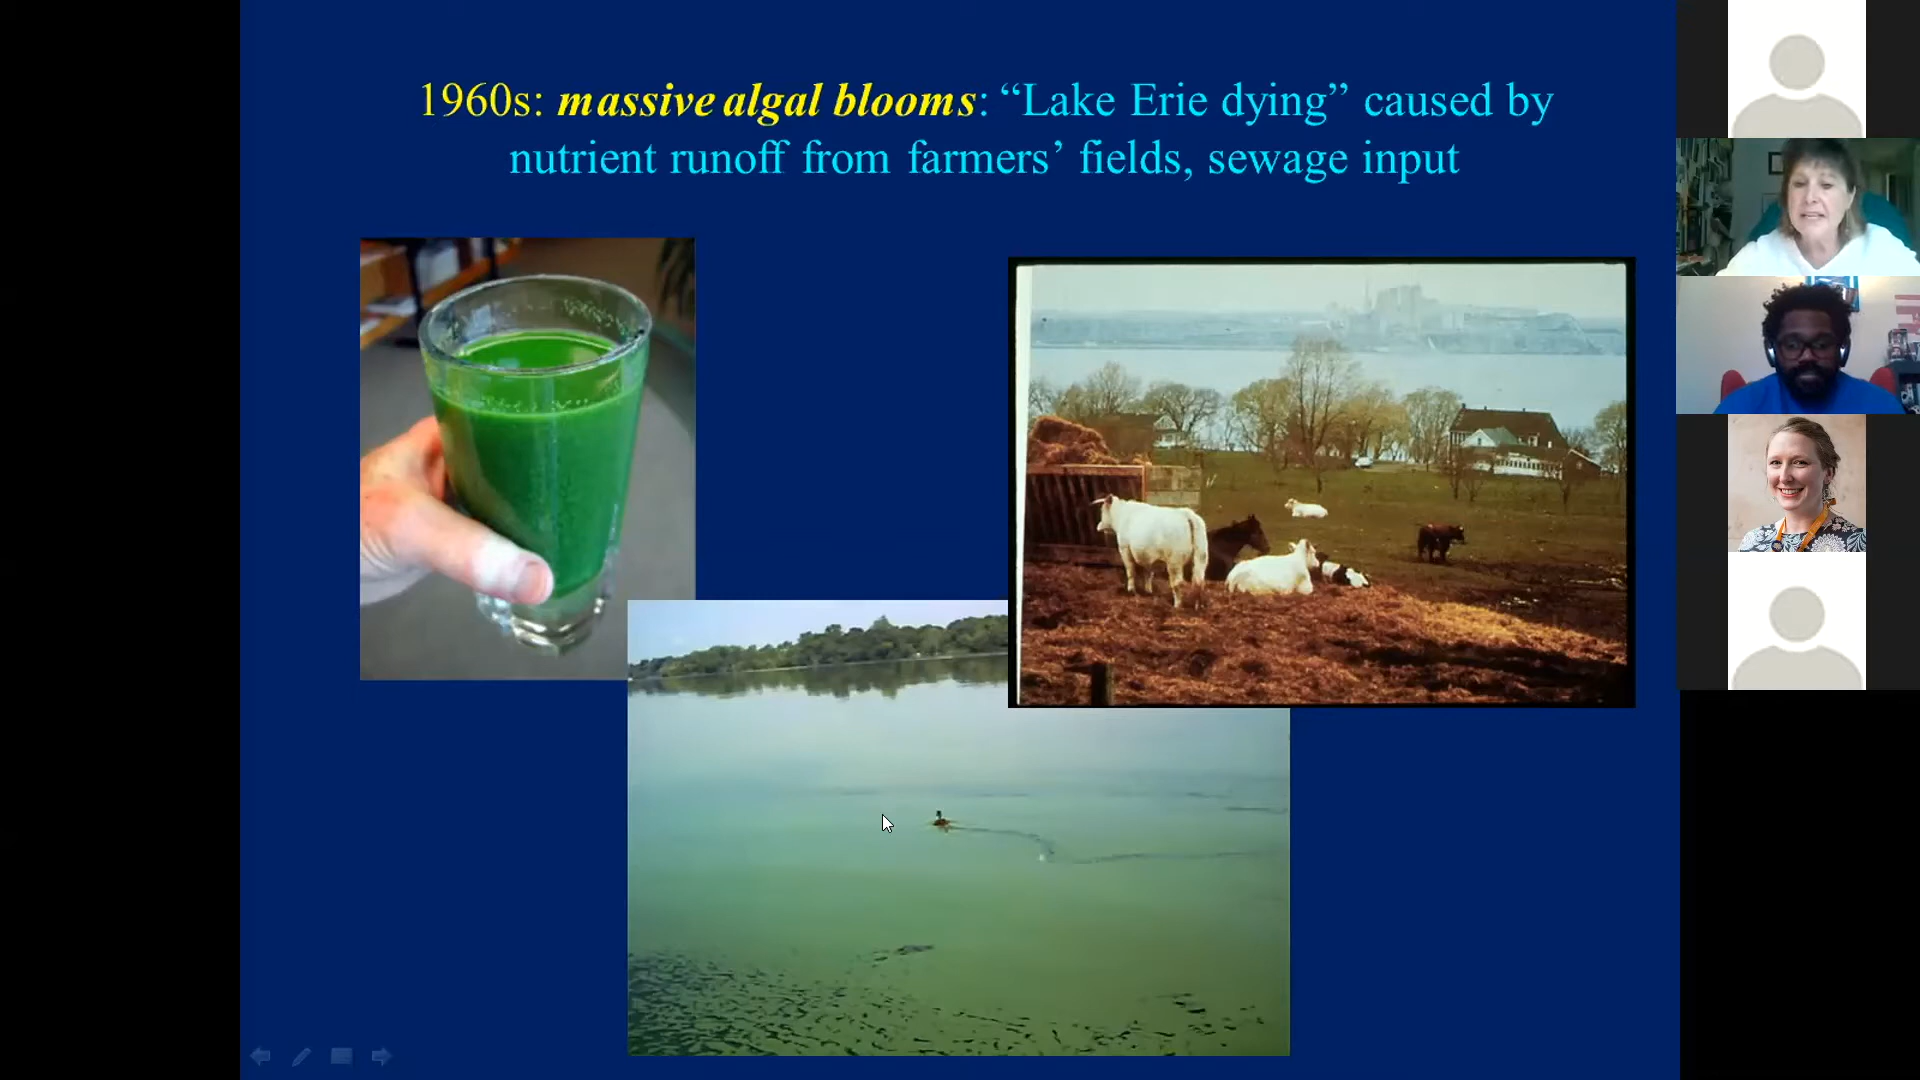 1960s: massive algal blooms: “Lake Erie dying” caused by
nutrient runoff from farmers’ fields, sewage input